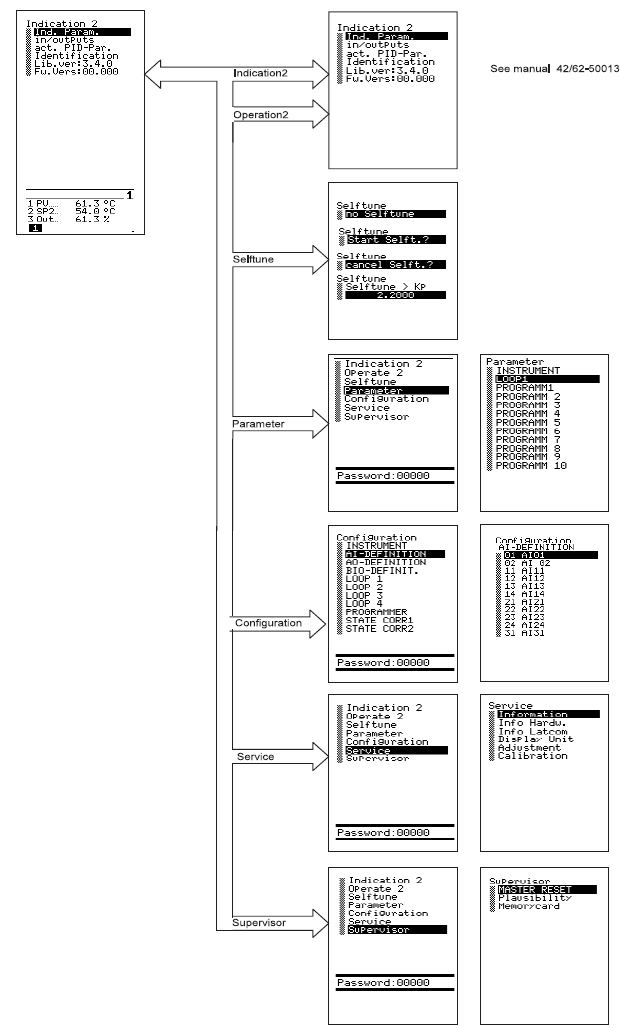 Indication 2
Ind. Param.
in/outPuts
act. PID-Par.
Identification
Lib.ver:3.4.0
Fw.Vers:00.000
1
1 PV.... 61.3 °C
2 SP2.. 54.0 °C
3 Out.. 61.3 %
1
Indication2
Operation2
Indication 2
Ind. Param.
in/outPuts
act. PID-Par.
Identification
Lib.ver:3.4.0
Fw.Vers:00.000
See manual 42/62-50013
Selftune
Selftune
no Selftune
Selftune
Start Selft.?
Selftune
cancel Selft.?
Selftune
Selftune > KP
2.2000
Parameter
Indication 2
OPerate 2
Selftune
Parameter
Configuration
Service
SuPervisor
Password:00000
Parameter
INSTRUMENT
LOOP1
PROGRAMM1
PROGRAMM 2
PROGRAMM 3
PROGRAMM 4
PROGRAMM 5
PROGRAMM 6
PROGRAMM 7
PROGRAMM 8
PROGRAMM 9
PROGRAMM 10
Configuration
Configuration
INSTRUMENT
AI-DEFINITION
AO-DEFINITION
BIO-DEFINIT.
LOOP 1
LOOP 2
LOOP 3
LOOP 4
PROGRAMMER
STATE CORR1
STATE CORR2
Password:00000
Configuration
AI-DEFINITION
01 AI01
02 AI 02
11 AI11
12 AI12
13 AI13
14 AI14
21 AI21
22 AI22
23 AI23
24 AI24
31 AI31
Service
Indication 2
OPerate 2
Selftune
Parameter
Configuration
Service
SuPervisor
Password:00000
Service
Information
Info Hardw.
Info Latcom
DisPlay Unit
Adjustment
Calibration
Supervisor
Indication 2
OPerate 2
Selftune
Parameter
Configuration
Service
SuPervisor
Password:00000
SuPervisor
MASTER RESET
Plausibility
Memorycard